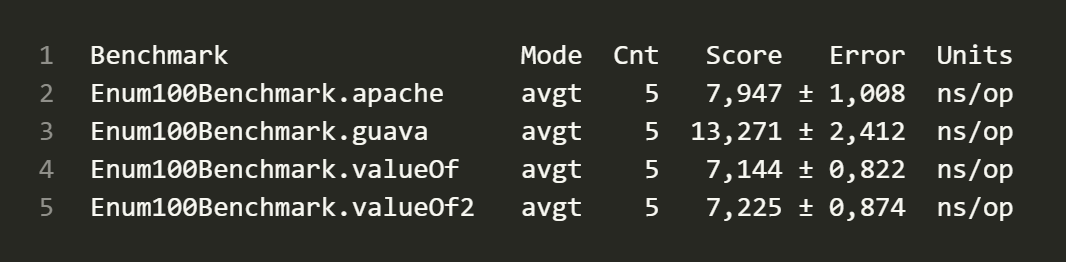 1 Benchmark Mode Cnt Score Error Units
2 Enum100Benchmark.apache avgt 5 7,947 ± 1,008 ns/op
3 Enum100Benchmark.guava avgt 5 13,271 ± 2,412 ns/op
4 Enum100Benchmark.valueOf avgt 5 7,144 ± 0,822 ns/op
5 Enum100Benchmark.valueOf2 avgt 5 7,225 ± 0,874 ns/op